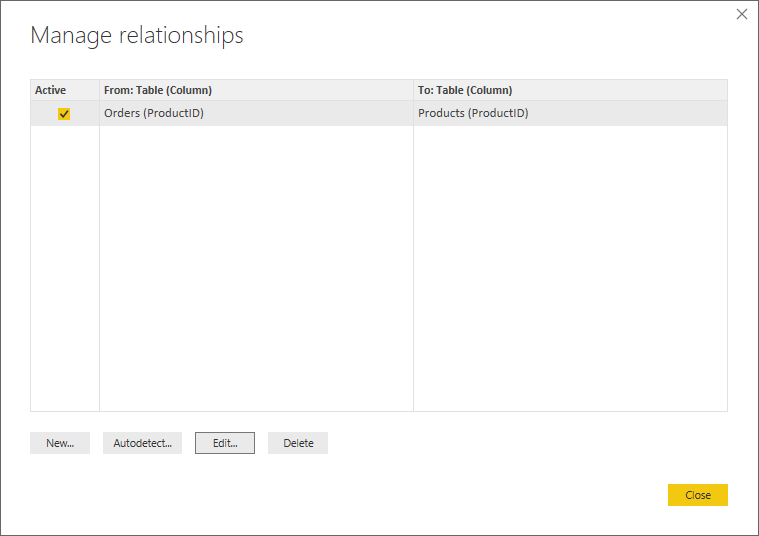 Manage relationships
Active From: Table (Column) To: Table (Column)
Orders (ProductID) Products (ProductID)
New... Autodetect... Edit... Delete
Close